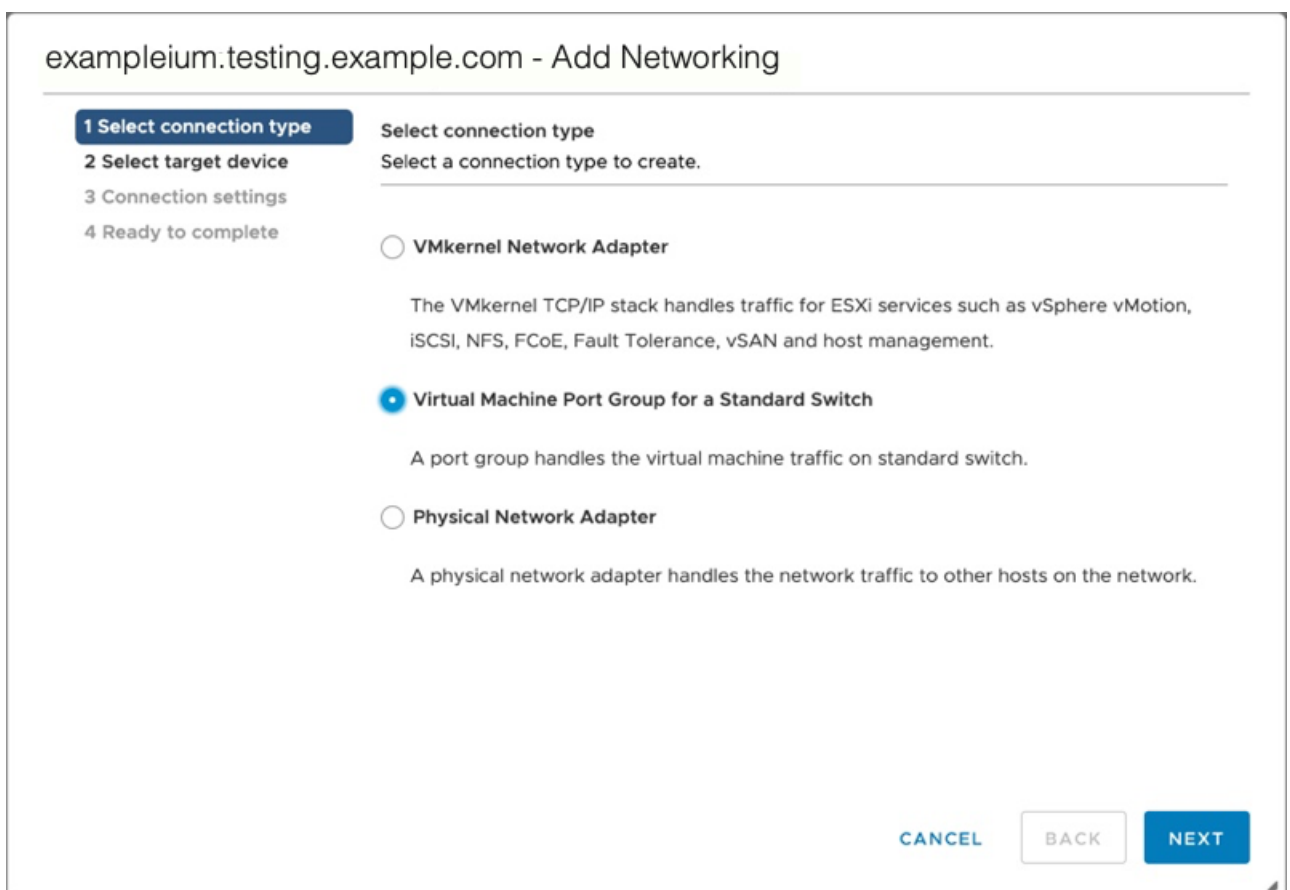 exampleium.testing.example.com - Add Networking
1 Select connection type
2 Select target device
3 Connection settings
4 Ready to complete
Select connection type
Select a connection type to create.
VMkernel Network Adapter
The VMkernel TCP/IP stack handles traffic for ESXi services such as vSphere vMotion,
iSCSI, NFS, FCoE, Fault Tolerance, vSAN and host management.
Virtual Machine Port Group for a Standard Switch
A port group handles the virtual machine traffic on standard switch.
Physical Network Adapter
A physical network adapter handles the network traffic to other hosts on the network.
CANCEL
BACK
NEXT